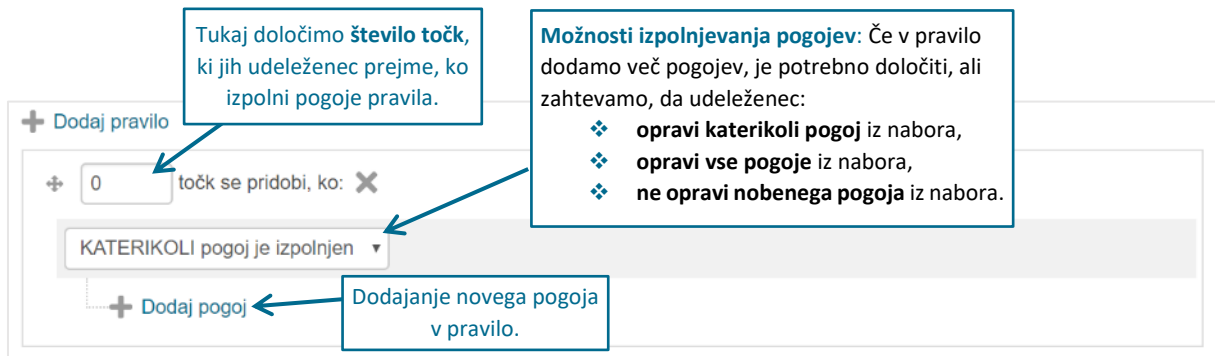 Tukaj določimo število točk,
ki jih udeleženec prejme, ko
izpolni pogoje pravila.
Možnosti izpolnjevanja pogojev: Če v pravilo
dodamo več pogojev, je potrebno določiti, ali
zahtevamo, da udeleženec:
❖ opravi katerikoli pogoj iz nabora,
❖ opravi vse pogoje iz nabora,
❖ ne opravi nobenega pogoja iz nabora.
Dodaj pravilo
0 točk se pridobi, ko:
KATERIKOLI pogoj je izpolnjen
Dodaj pogoj
Dodajanje novega pogoja
v pravilo.